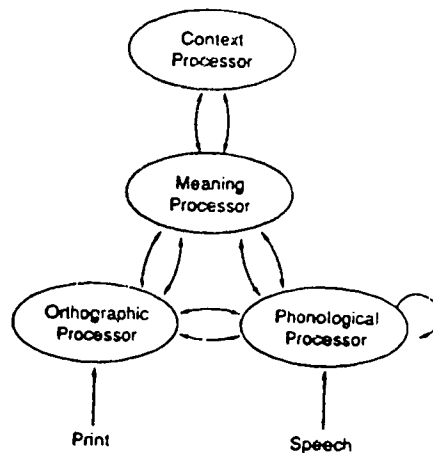 Context
Processor
Meaning
Processor
Orthographic
Processor
Phonological
Processor
Print
Speech